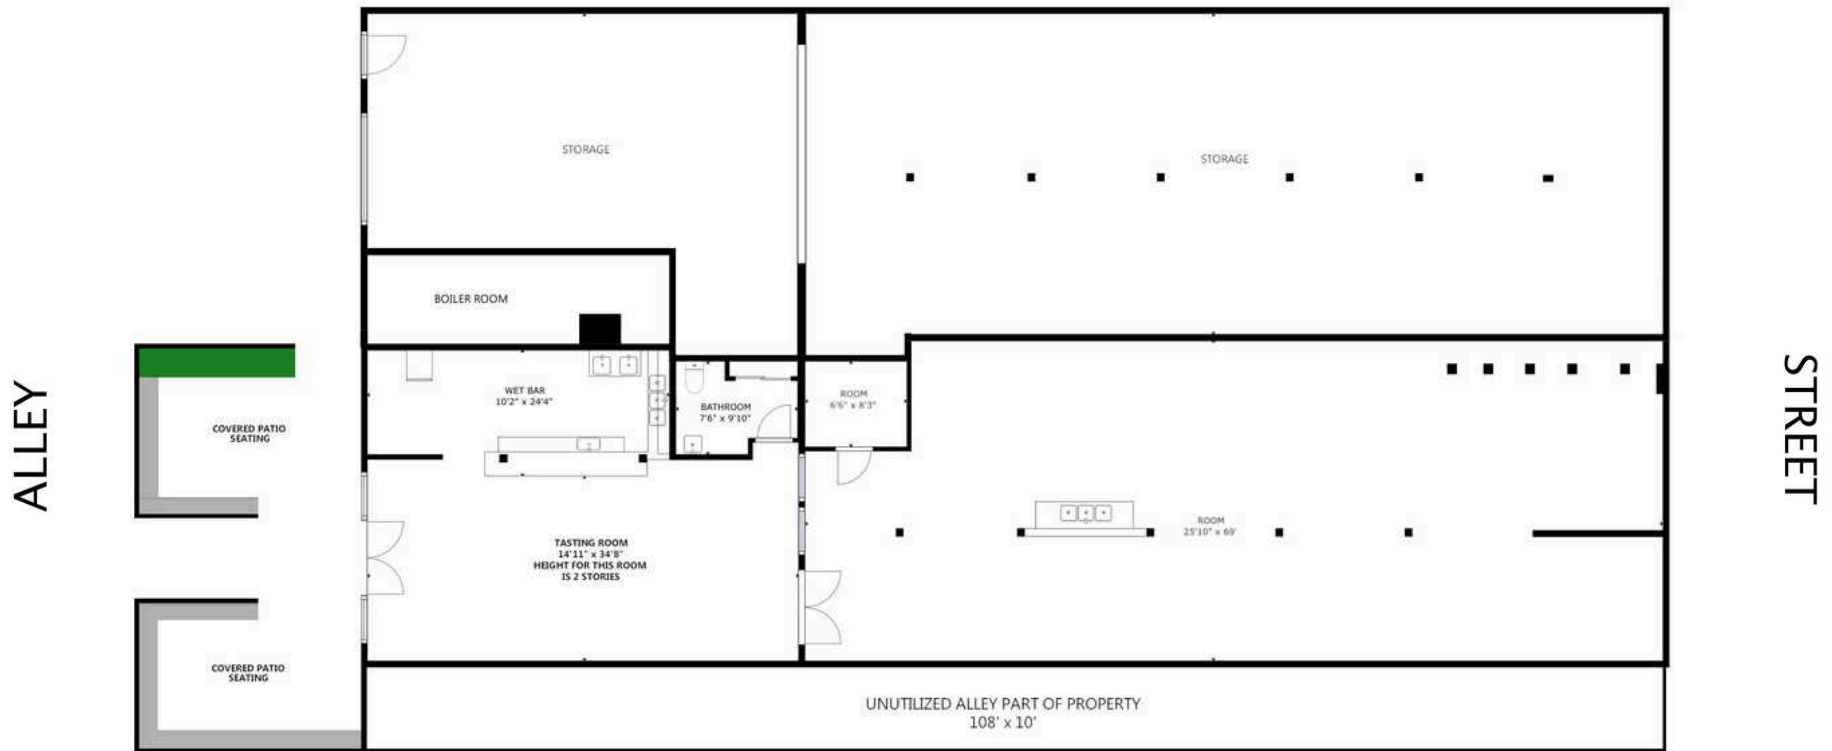 STORAGE
STORAGE
BOILER ROOM
WET BAR
10'2" x 24'4"
BATHROOM
7'6" x 9'10"
ROOM
6'6" x 8'3"
COVERED PATIO
SEATING
ALLEY
STREET
TASTING ROOM
14'11" x 34'8"
HEIGHT FOR THIS ROOM
IS 2 STORIES
ROOM
25'10" x 69'
COVERED PATIO
SEATING
UNUTILIZED ALLEY PART OF PROPERTY
108' x 10'